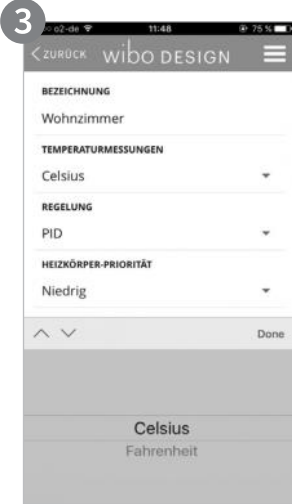 3
o2-de 11:48 75 %
ZURÜCK wibo DESIGN
BEZEICHNUNG
Wohnzimmer
TEMPERATURMESSUNGEN
Celsius
REGELUNG
PID
HEIZKÖRPER-PRIORITÄT
Niedrig
Done
Celsius
Fahrenheit